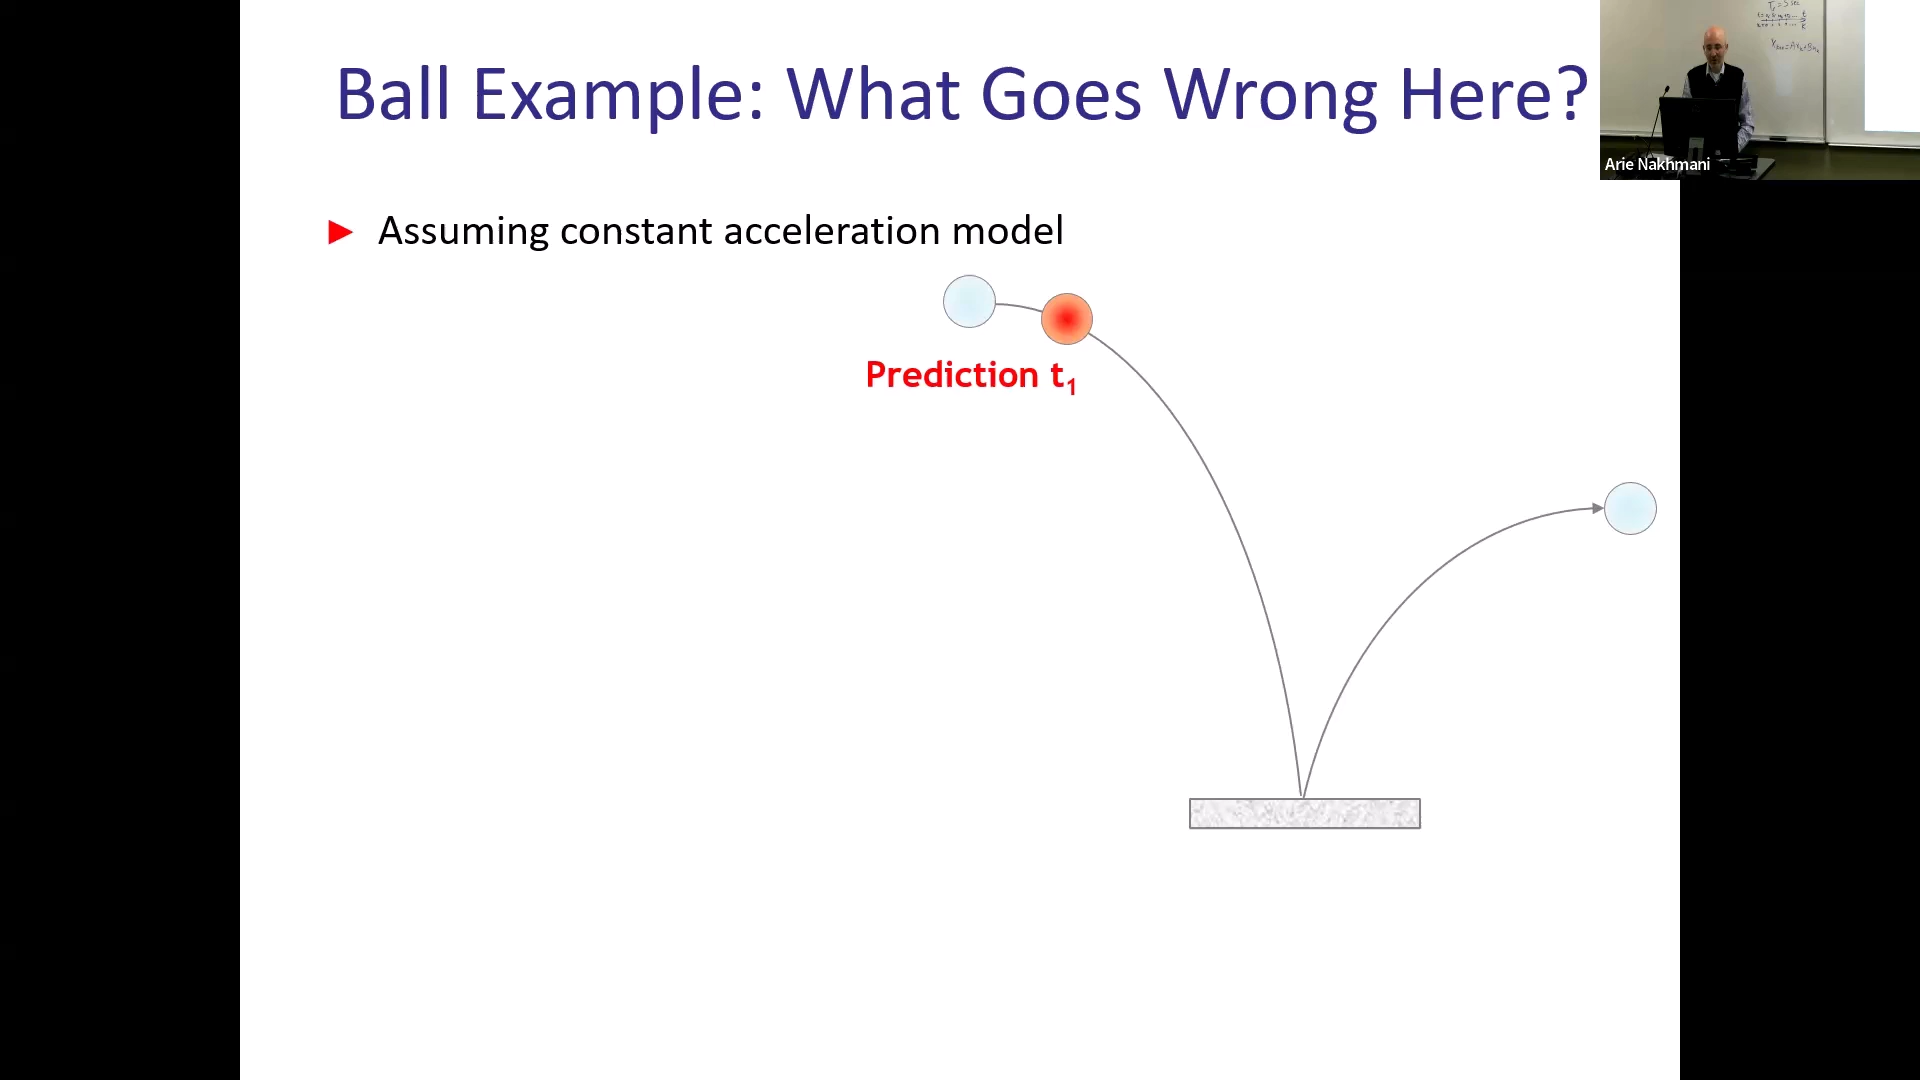 Ball Example: What Goes Wrong Here?
► Assuming constant acceleration model
Prediction t₁
Arie Nakhmani